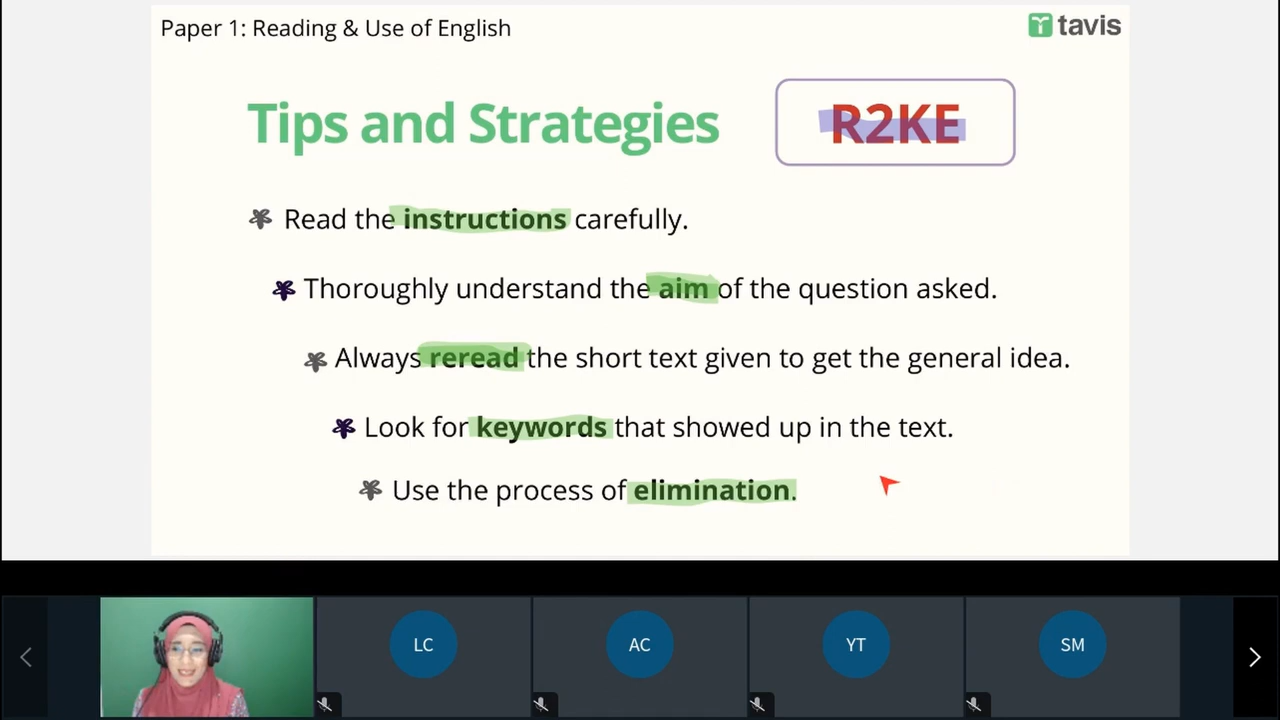 Paper 1: Reading & Use of English
tavis
Tips and Strategies
R2KE
Read the instructions carefully.
Thoroughly understand the aim of the question asked.
Always reread the short text given to get the general idea.
Look for keywords that showed up in the text.
Use the process of elimination.
LC
AC
YT
SM